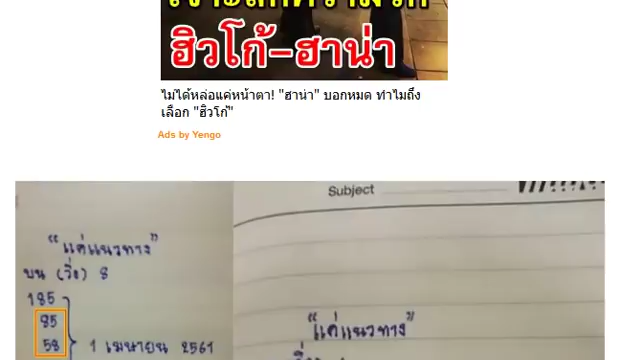 ฮิวโก้-ฮาน่า
ไม่ได้หล่อแค่หน้าตา! "ฮาน่า" บอกหมด ทำไมถึง
เลือก "ฮิวโก้"
Ads by Yengo
Subject
"แค่แนวทาง"
บน (วิ่ง) 8
185
85
58
1 เมษายน 2561
"แค่แนวทาง"